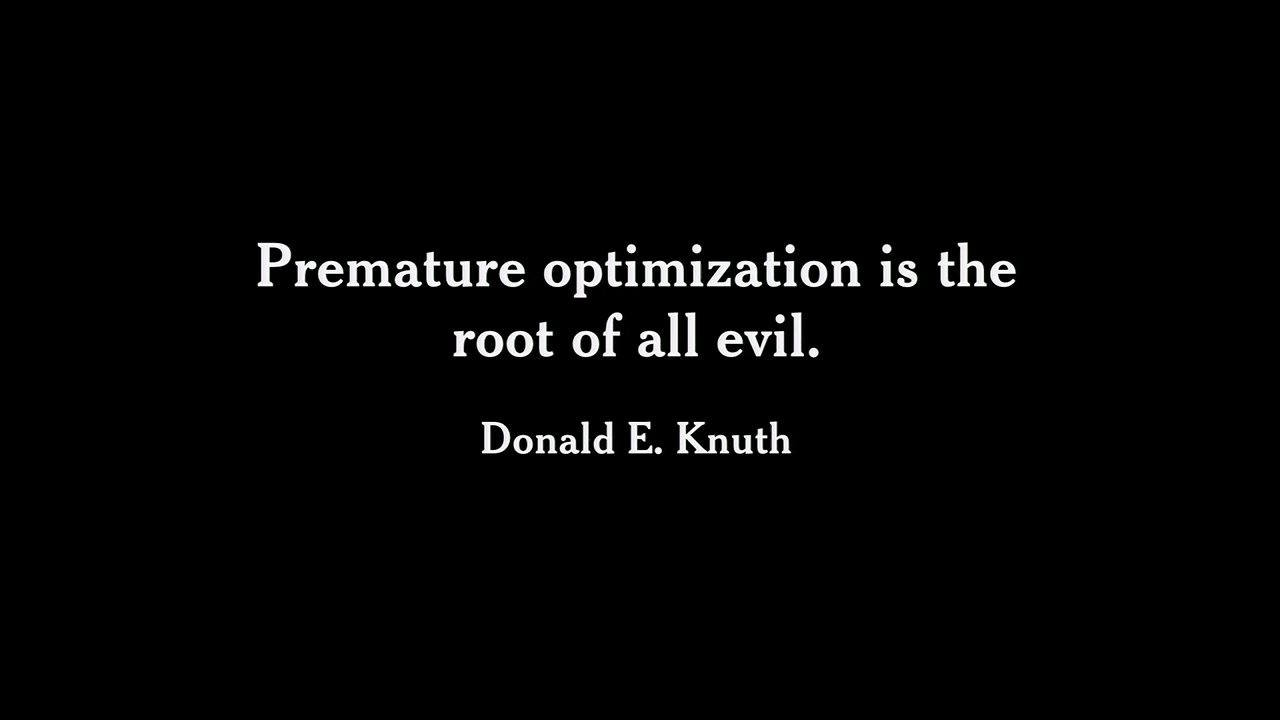 Premature optimization is the
root of all evil.
Donald E. Knuth